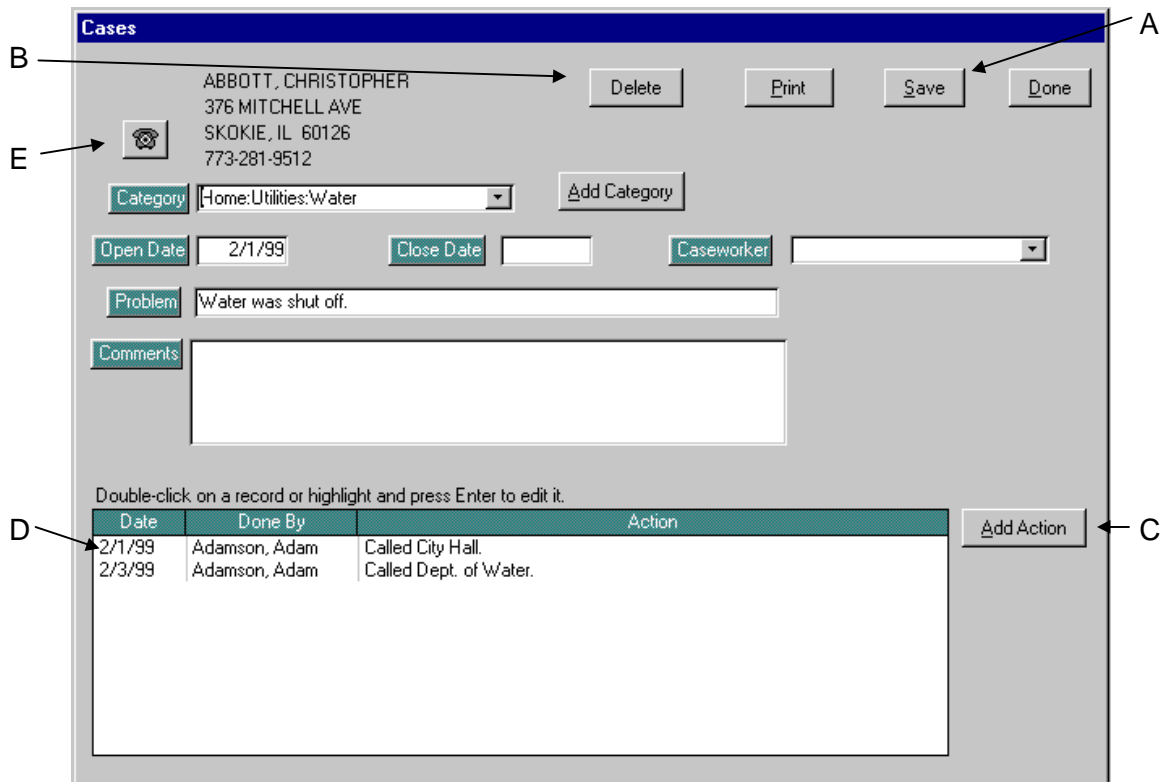 Cases
A
B
ABBOTT, CHRISTOPHER
376 MITCHELL AVE
SKOKIE, IL 60126
773-281-9512
Delete Print Save Done
E
Category Home:Utilities:Water Add Category
Open Date 2/1/99 Close Date Caseworker
Problem Water was shut off.
Comments
Double-click on a record or highlight and press Enter to edit it.
Date Done By Action
Add Action
C
D
2/1/99 Adamson, Adam Called City Hall.
2/3/99 Adamson, Adam Called Dept. of Water.